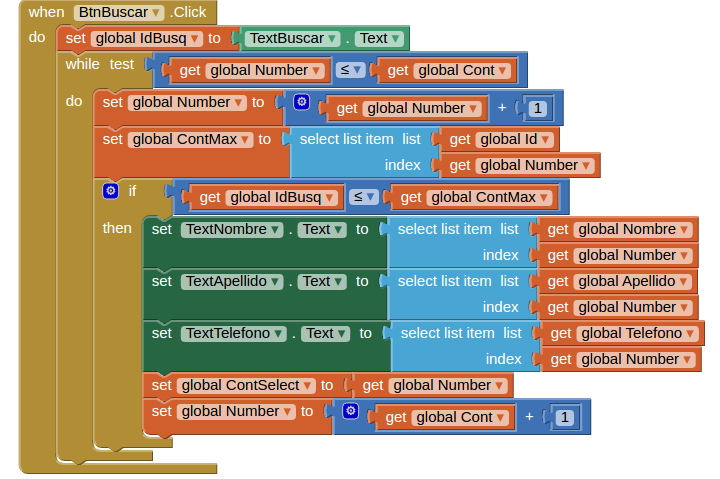 when BtnBuscar .Click
do set global IdBusq to TextBuscar . Text
while test get global Number ≤ get global Cont
do set global Number to get global Number + 1
set global ContMax to select list item list get global Id
index get global Number
if get global IdBusq ≤ get global ContMax
then set TextNombre . Text to select list item list get global Nombre
index get global Number
set TextApellido . Text to select list item list get global Apellido
index get global Number
set TextTelefono . Text to select list item list get global Telefono
index get global Number
set global ContSelect to get global Number
set global Number to get global Cont + 1